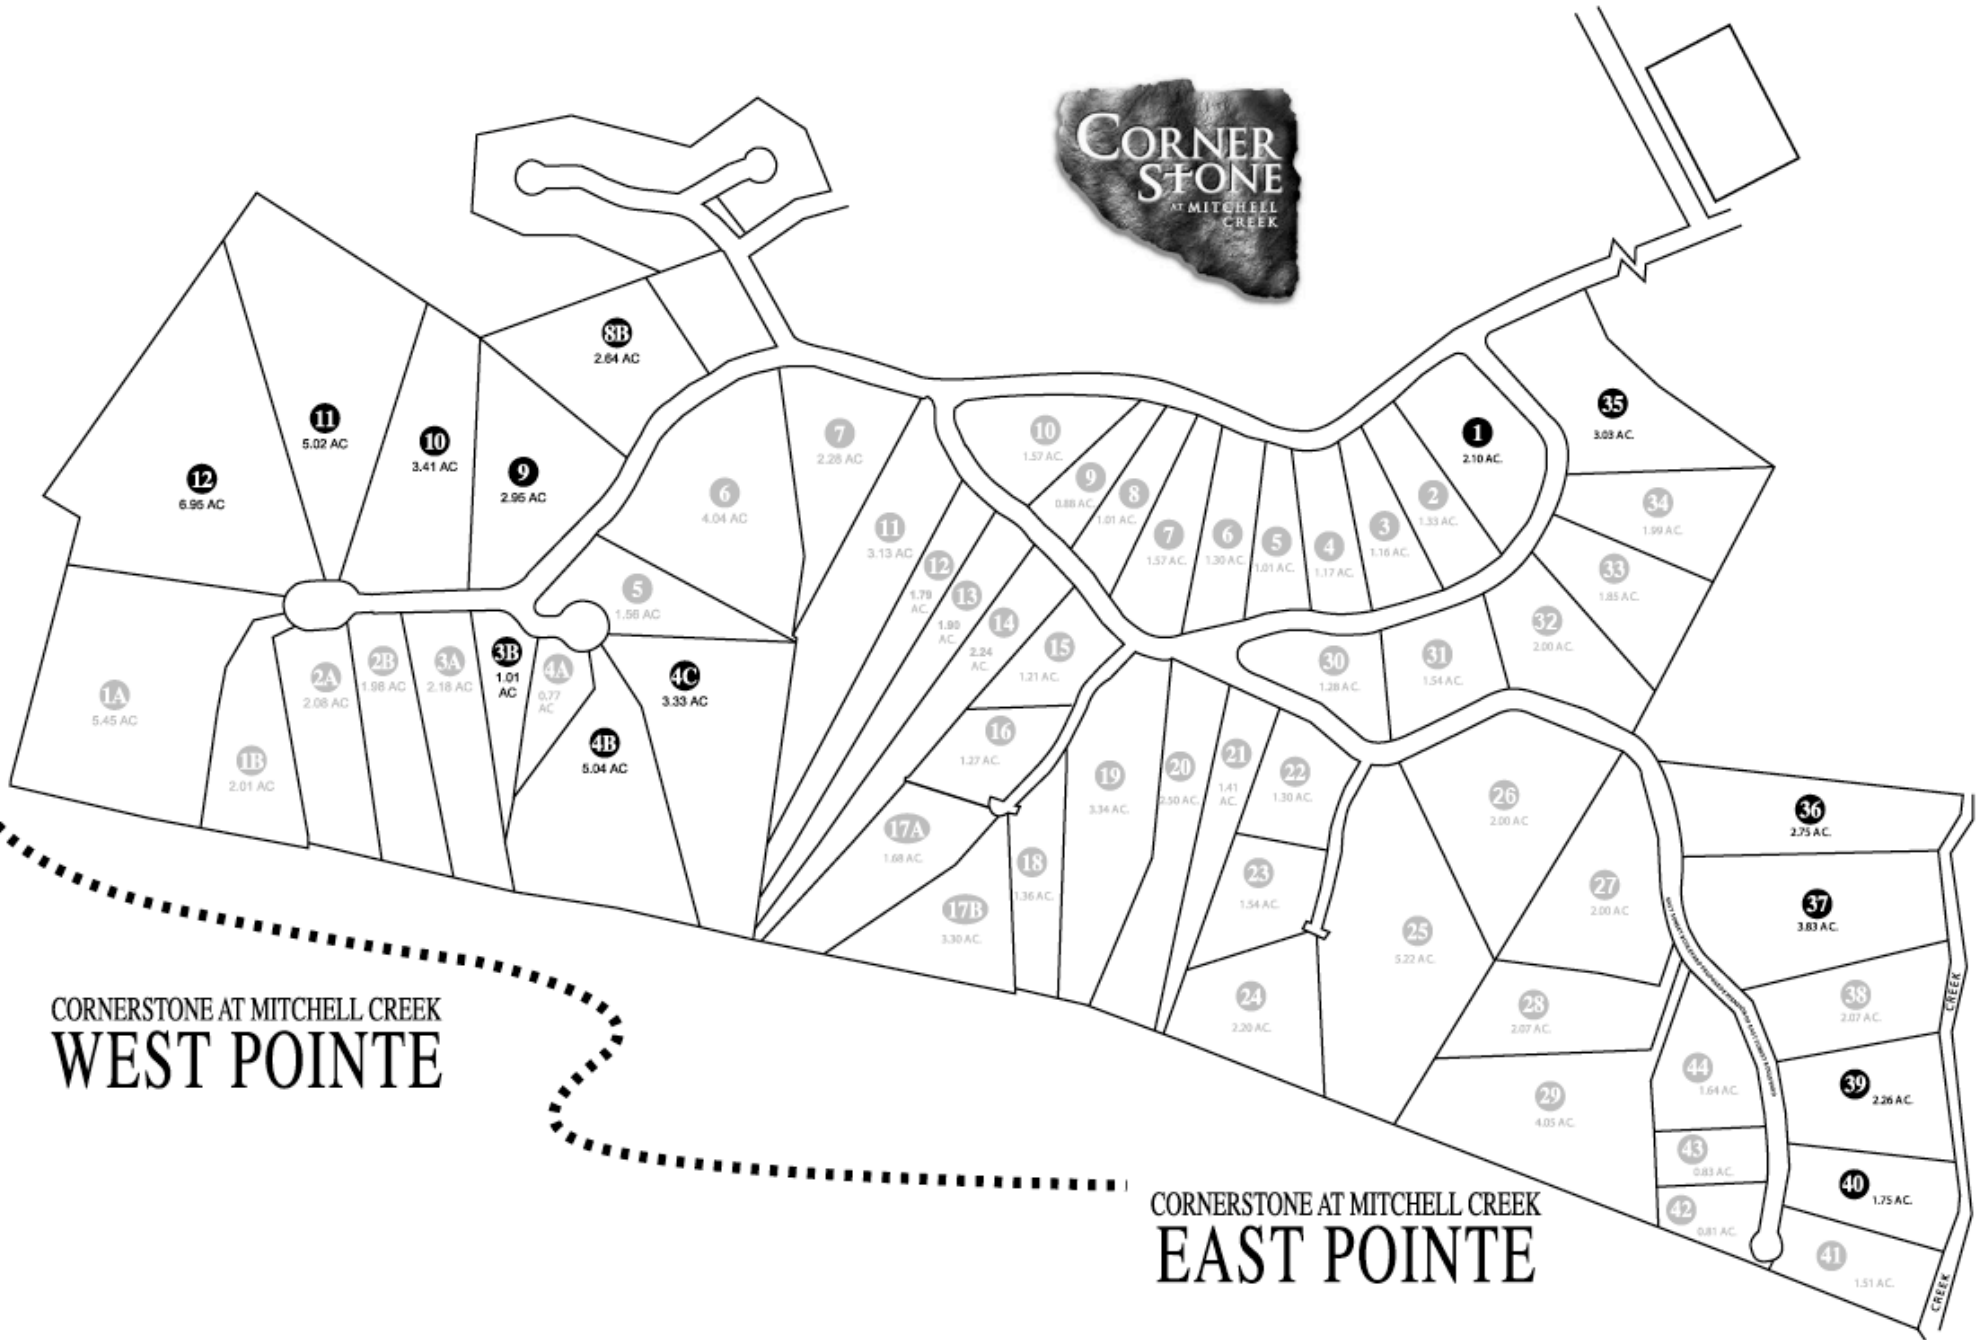 CORNER
STONE
AT MITCHELL
CREEK
8B
2.64 AC
11
5.02 AC
10
3.41 AC
9
2.95 AC
12
6.95 AC
7
2.28 AC
6
4.04 AC
5
1.56 AC
1A
5.45 AC
1B
2.01 AC
2A
2.08 AC
2B
1.98 AC
3A
2.18 AC
3B
1.01
AC
4A
0.77
AC
4B
5.04 AC
4C
3.33 AC
10
1.57 AC.
9
0.88 AC.
8
1.01 AC.
7
1.57 AC.
6
1.30 AC.
5
1.01 AC.
4
1.17 AC.
3
1.16 AC.
2
1.33 AC.
1
2.10 AC.
35
3.03 AC.
34
1.99 AC.
33
1.85 AC.
32
2.00 AC.
31
1.54 AC.
30
1.28 AC.
11
3.13 AC
12
1.79
AC.
13
1.90
AC.
14
2.24
AC.
15
1.21 AC.
16
1.27 AC.
17A
1.68 AC.
17B
3.30 AC.
18
1.36 AC.
19
3.34 AC.
20
2.50 AC.
21
1.41
AC.
22
1.30 AC.
23
1.54 AC.
24
2.20 AC.
25
5.22 AC.
26
2.00 AC
27
2.00 AC
28
2.07 AC.
29
4.05 AC.
36
2.75 AC.
37
3.83 AC.
38
2.07 AC.
39
2.26 AC.
40
1.75 AC.
41
1.51 AC.
42
0.81 AC.
43
0.83 AC.
44
1.64 AC.
CREEK
CREEK
CORNERSTONE AT MITCHELL CREEK
WEST POINTE
CORNERSTONE AT MITCHELL CREEK
EAST POINTE